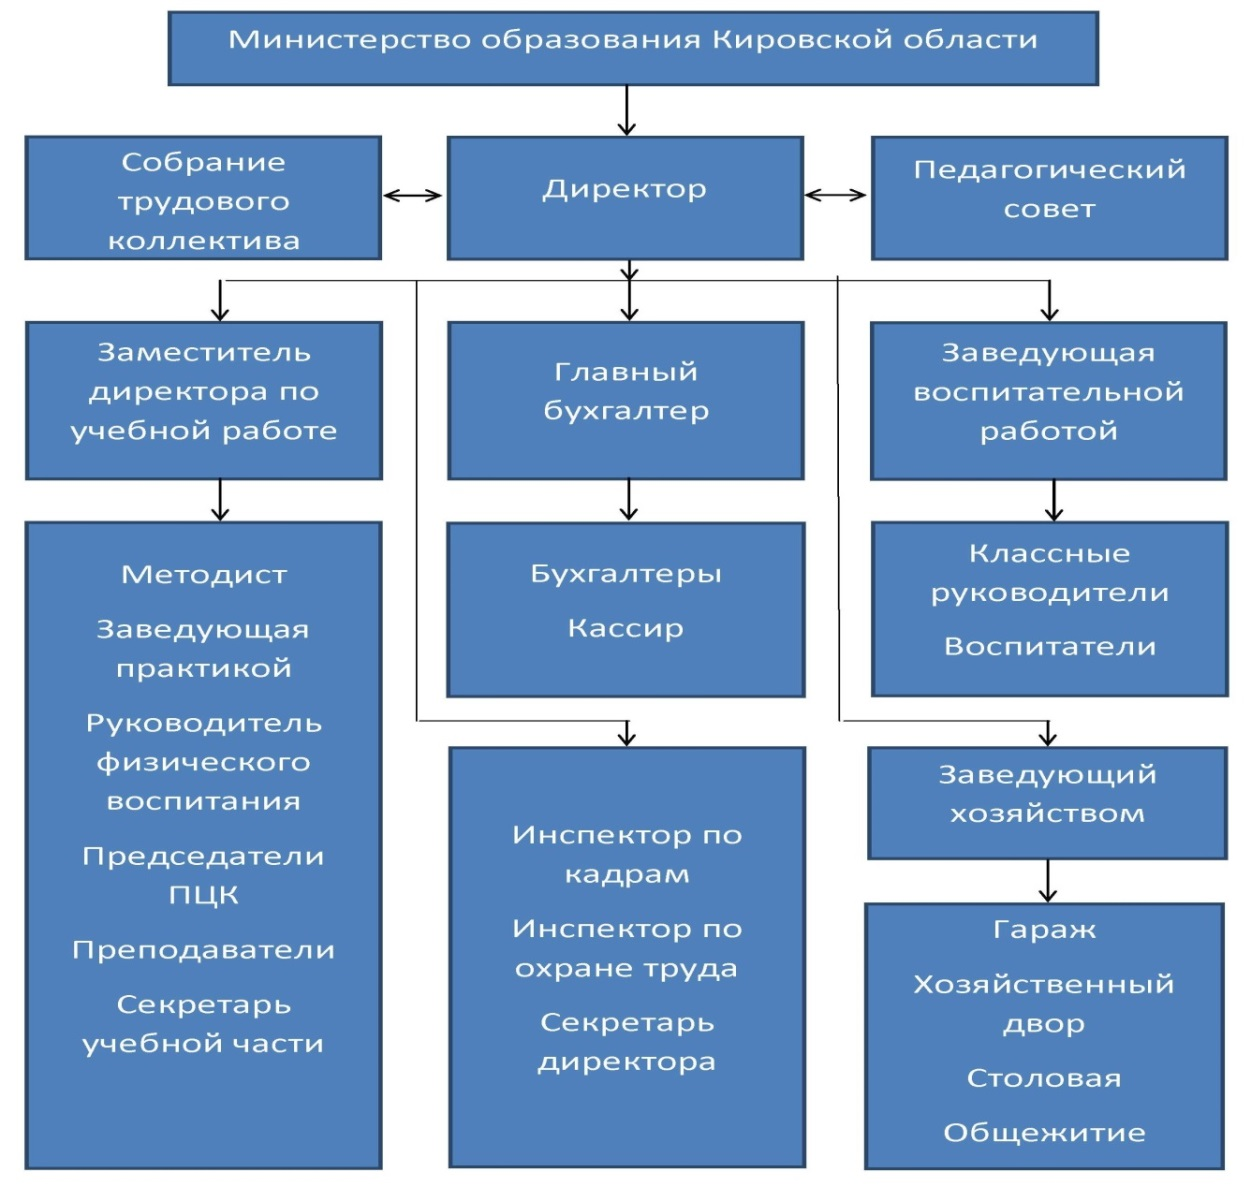 Министерство образования Кировской области
Собрание
трудового
коллектива
Директор
Педагогический
совет
Заместитель
директора по
учебной работе
Главный
бухгалтер
Заведующая
воспитательной
работой
Методист
Заведующая
практикой
Руководитель
физического
воспитания
Председатели
ПЦК
Преподаватели
Секретарь
учебной части
Бухгалтеры
Кассир
Классные
руководители
Воспитатели
Инспектор по
кадрам
Инспектор по
охране труда
Секретарь
директора
Заведующий
хозяйством
Гараж
Хозяйственный
двор
Столовая
Общежитие